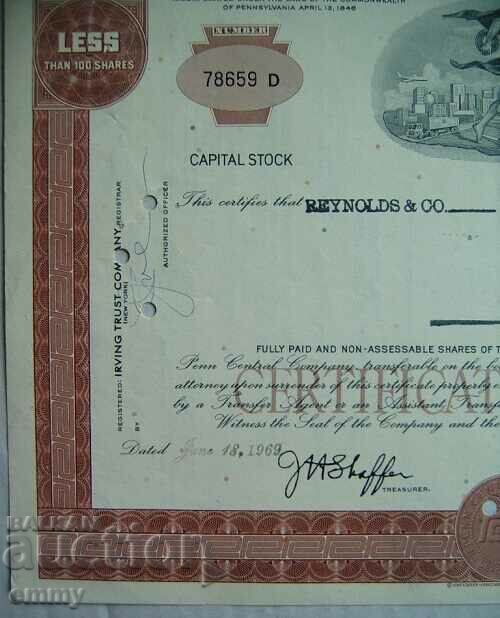 OF PENNSYLVANIA APRIL 13, 1846
LESS
THAN 100 SHARES
NUMBER
78659 D
CAPITAL STOCK
This certifies that REYNOLDS & CO.
REGISTERED: IRVING TRUST COMPANY, REGISTRAR
(NEW YORK)
BY
AUTHORIZED OFFICER
FULLY PAID AND NON-ASSESSABLE SHARES OF T
Penn Central Company transferable on the bo
attorney upon surrender of this certificate properly e
by a Transfer Agent or an Assistant Transf
CERTIFICA
Witness the Seal of the Company and the
Dated June 18, 1969
J H Shaffer
TREASURER.
BALKAN
auction
emmy